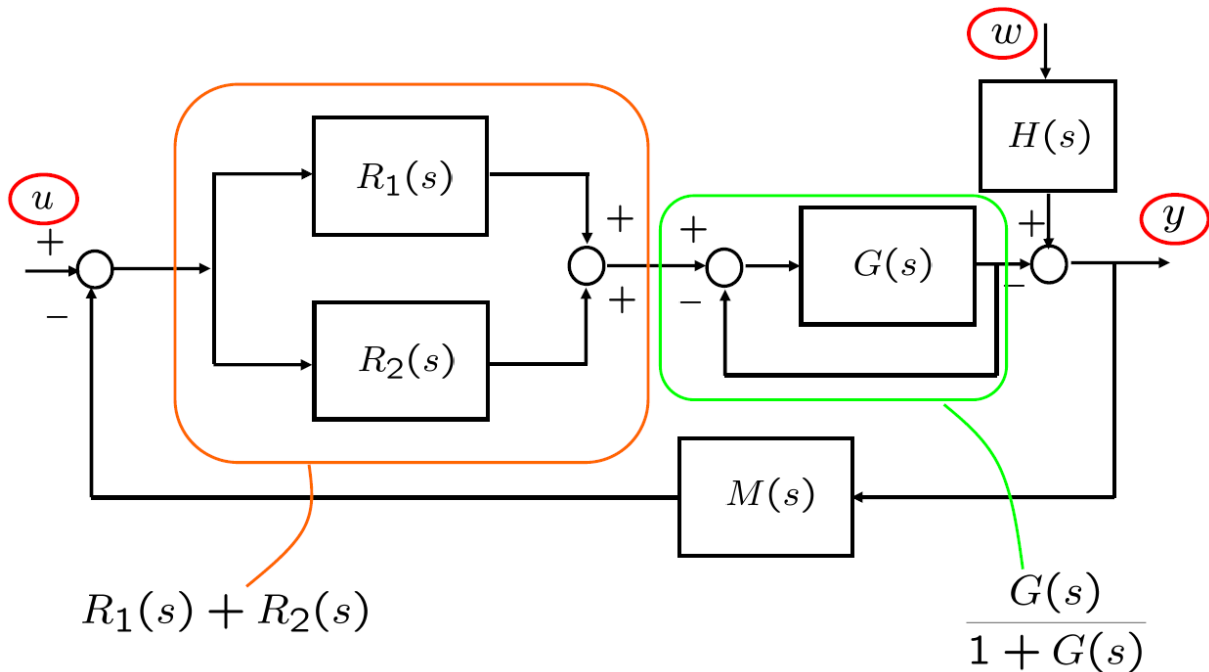 w
H(s)
R₁(s)
u
+
+
+
y
+
G(s)
−
−
+
−
R₂(s)
M(s)
R₁(s) + R₂(s)
G(s)
1 + G(s)